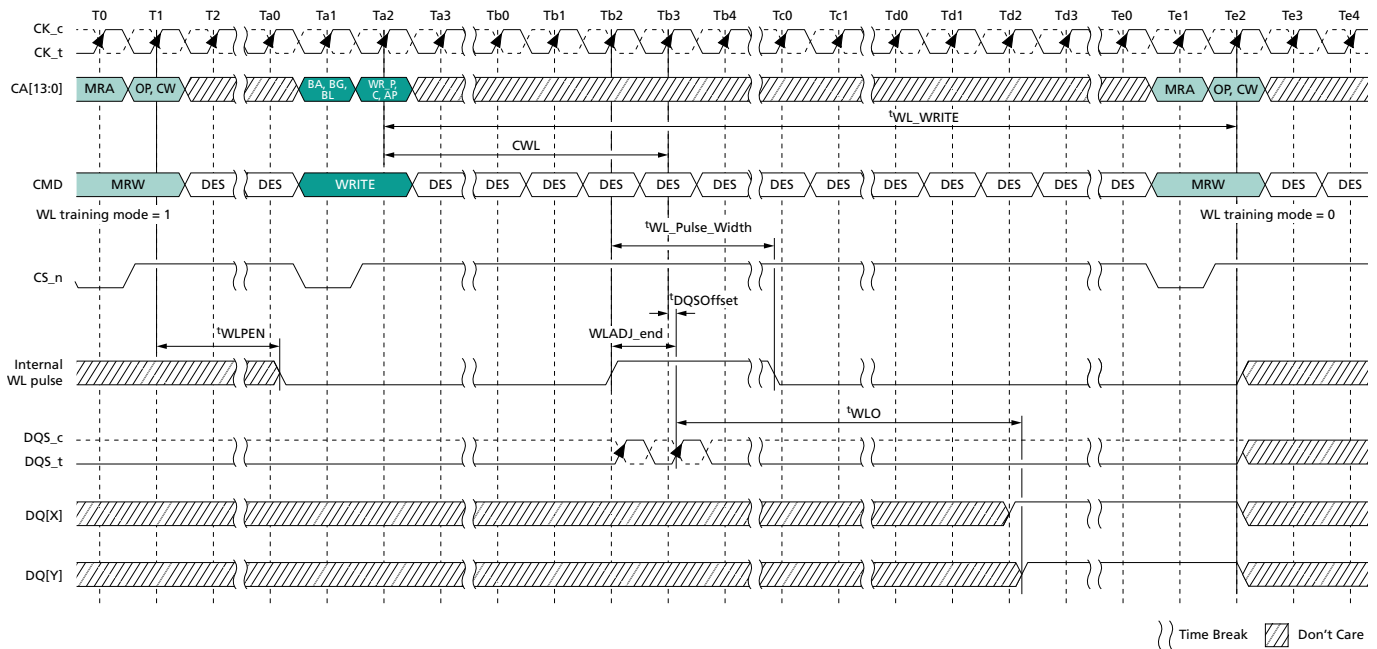 T0 T1 T2 Ta0 Ta1 Ta2 Ta3 Tb0 Tb1 Tb2 Tb3 Tb4 Tc0 Tc1 Td0 Td1 Td2 Td3 Te0 Te1 Te2 Te3 Te4
CK_c
CK_t
CA[13:0] MRA OP, CW BA, BG, BL WR_P, C, AP MRA OP, CW
tWL_WRITE
CWL
CMD MRW DES DES WRITE DES DES DES DES DES DES DES DES DES DES DES DES DES MRW DES DES
WL training mode = 1 WL training mode = 0
tWL_Pulse_Width
CS_n
tDQSOffset
tWLPEN WLADJ_end
Internal
WL pulse
tWLO
DQS_c
DQS_t
DQ[X]
DQ[Y]
Time Break Don't Care